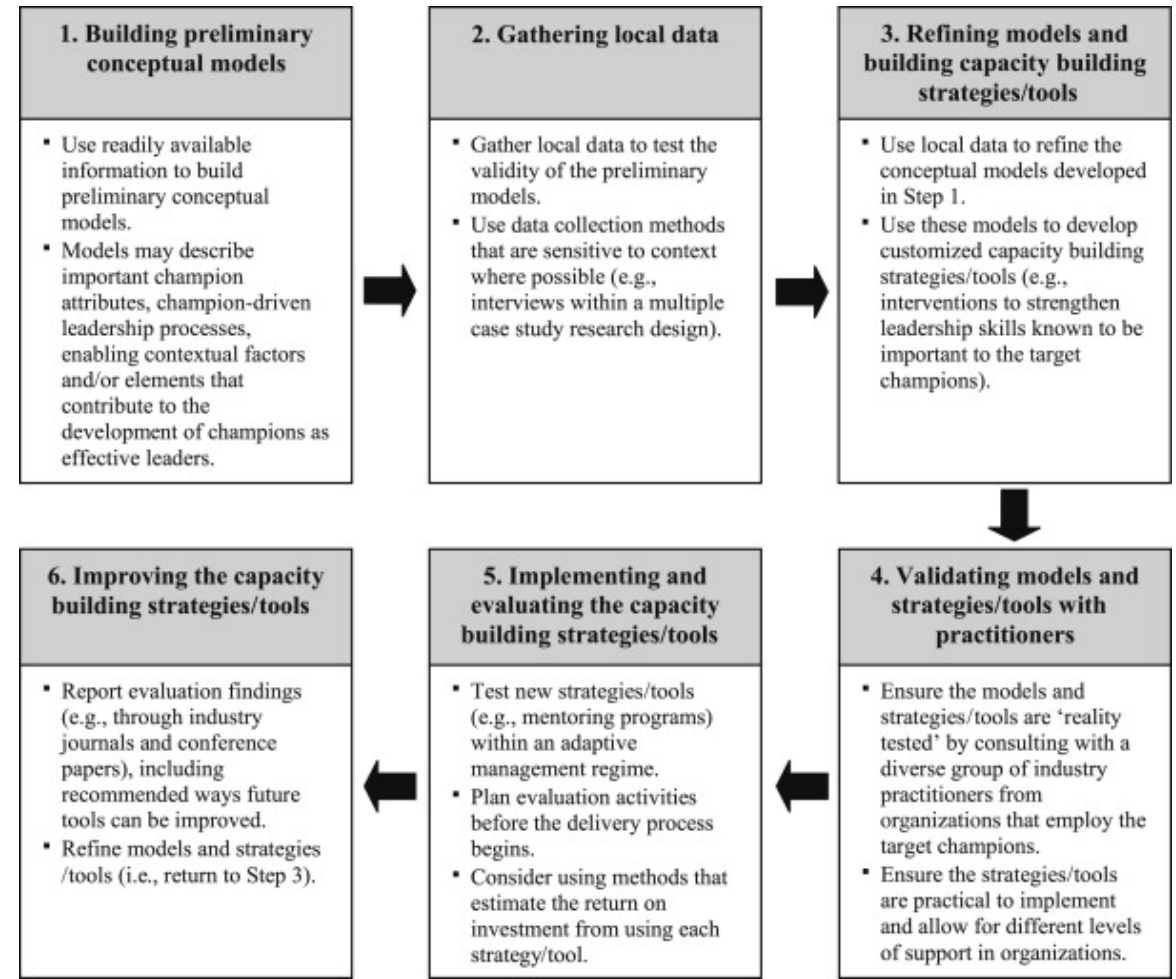 1. Building preliminary
conceptual models
▪ Use readily available
information to build
preliminary conceptual
models.
▪ Models may describe
important champion
attributes, champion-driven
leadership processes,
enabling contextual factors
and/or elements that
contribute to the
development of champions as
effective leaders.
2. Gathering local data
▪ Gather local data to test the
validity of the preliminary
models.
▪ Use data collection methods
that are sensitive to context
where possible (e.g.,
interviews within a multiple
case study research design).
3. Refining models and
building capacity building
strategies/tools
▪ Use local data to refine the
conceptual models developed
in Step 1.
▪ Use these models to develop
customized capacity building
strategies/tools (e.g.,
interventions to strengthen
leadership skills known to be
important to the target
champions).
4. Validating models and
strategies/tools with
practitioners
▪ Ensure the models and
strategies/tools are ‘reality
tested’ by consulting with a
diverse group of industry
practitioners from
organizations that employ the
target champions.
▪ Ensure the strategies/tools
are practical to implement
and allow for different levels
of support in organizations.
5. Implementing and
evaluating the capacity
building strategies/tools
▪ Test new strategies/tools
(e.g., mentoring programs)
within an adaptive
management regime.
▪ Plan evaluation activities
before the delivery process
begins.
▪ Consider using methods that
estimate the return on
investment from using each
strategy/tool.
6. Improving the capacity
building strategies/tools
▪ Report evaluation findings
(e.g., through industry
journals and conference
papers), including
recommended ways future
tools can be improved.
▪ Refine models and strategies
/tools (i.e., return to Step 3).